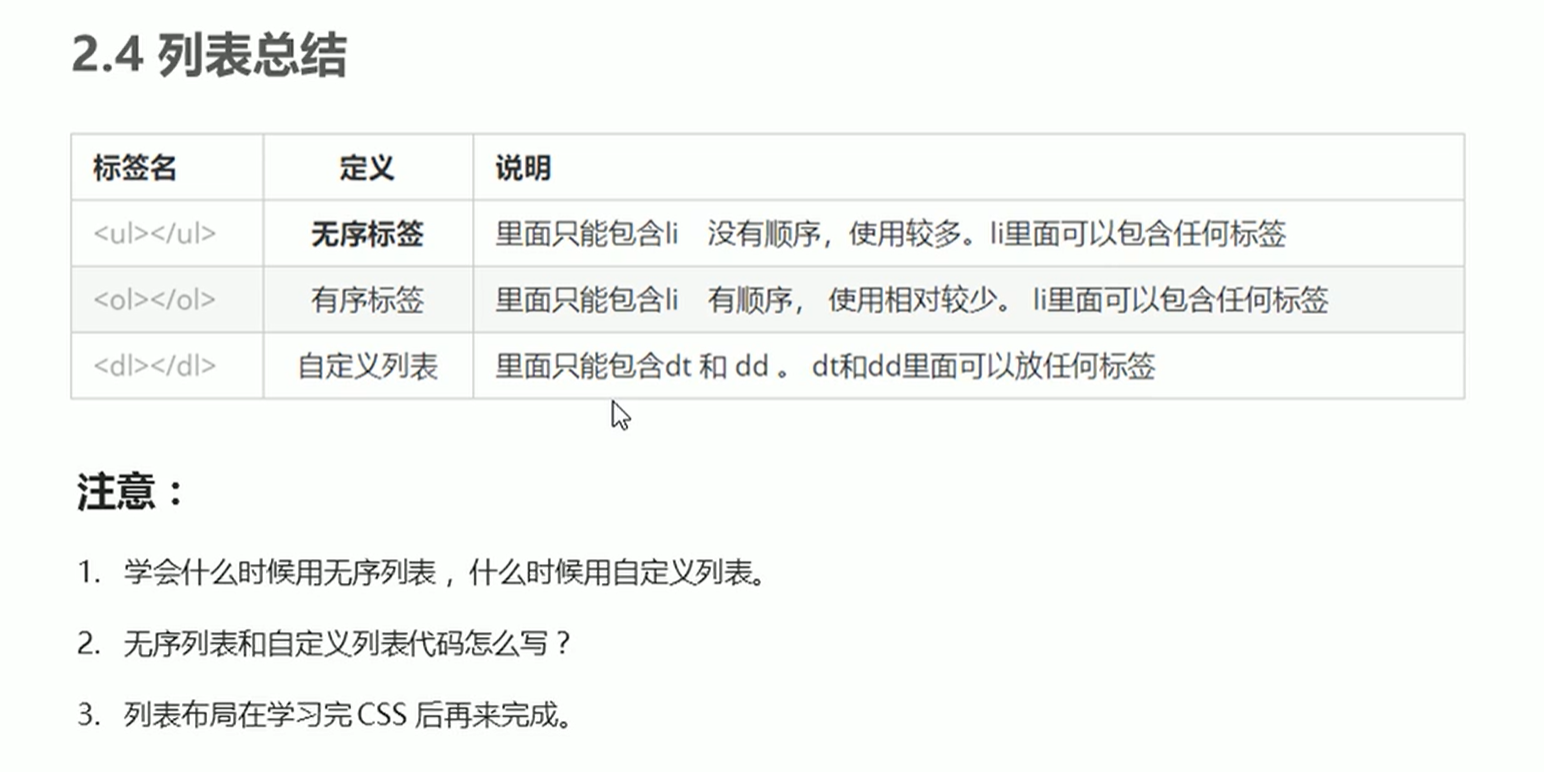 2.4 列表总结
标签名 定义 说明
<ul></ul> 无序标签 里面只能包含li 没有顺序，使用较多。li里面可以包含任何标签
<ol></ol> 有序标签 里面只能包含li 有顺序， 使用相对较少。 li里面可以包含任何标签
<dl></dl> 自定义列表 里面只能包含dt 和 dd 。 dt和dd里面可以放任何标签
注意：
1. 学会什么时候用无序列表，什么时候用自定义列表。
2. 无序列表和自定义列表代码怎么写？
3. 列表布局在学习完 CSS 后再来完成。